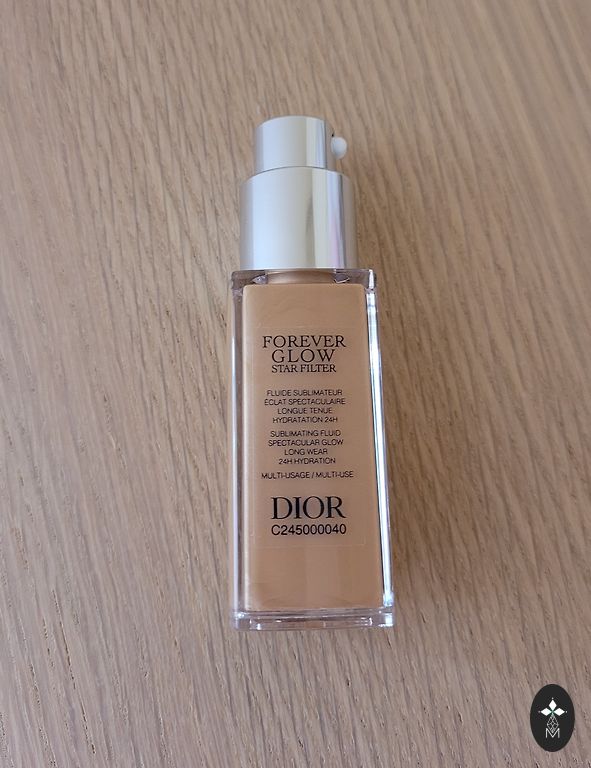 FOREVER
GLOW
STAR FILTER
FLUIDE SUBLIMATEUR
ÉCLAT SPECTACULAIRE
LONGUE TENUE
HYDRATATION 24H
SUBLIMATING FLUID
SPECTACULAR GLOW
LONG WEAR
24H HYDRATION
MULTI-USAGE / MULTI-USE
DIOR
C245000040
M